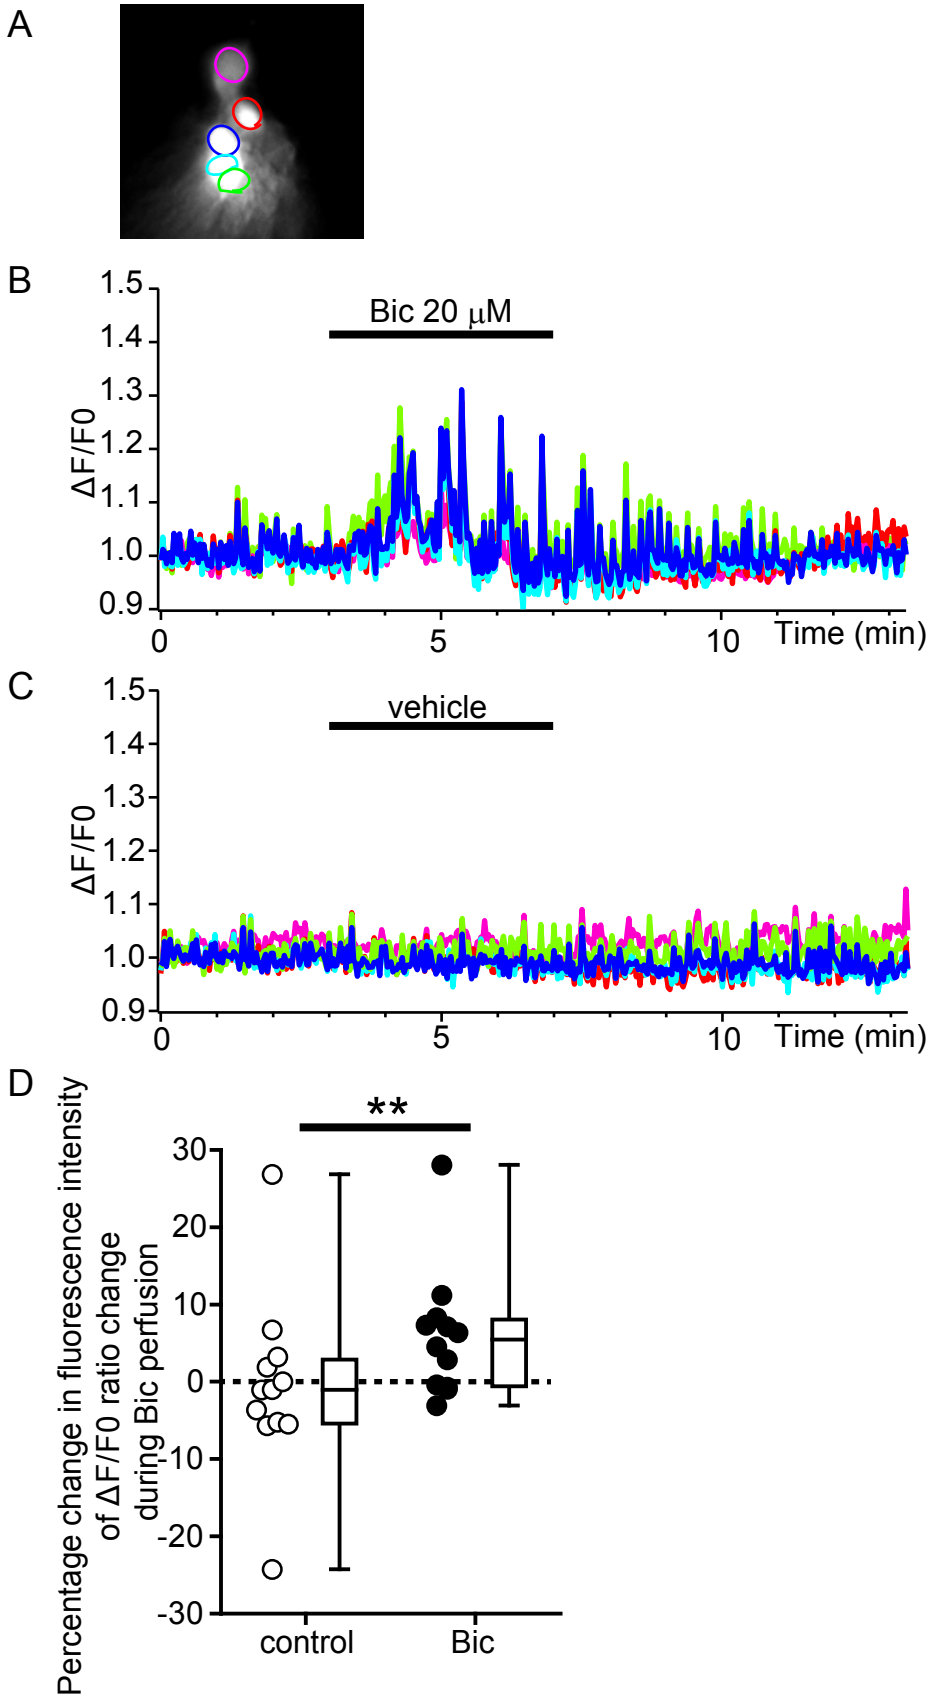 A
B
1.5
1.4
1.3
1.2
1.1
1.0
0.9
ΔF/F0
Bic 20 μM
0
5
10
Time (min)
C
1.5
1.4
1.3
1.2
1.1
1.0
0.9
ΔF/F0
vehicle
0
5
10
Time (min)
D
Percentage change in fluorescence intensity
of ΔF/F0 ratio change
during Bic perfusion
**
30
20
10
0
-10
-20
-30
control
Bic